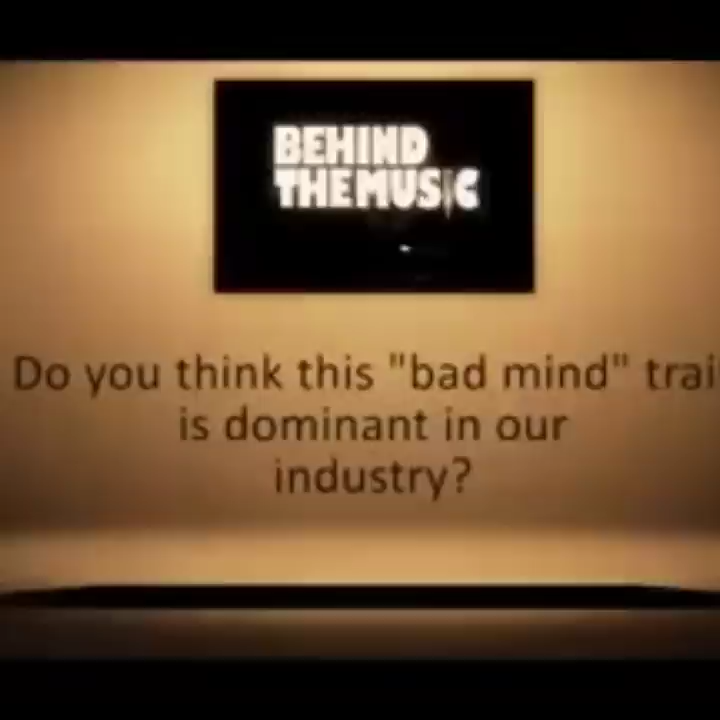 BEHIND
THE MUSIC
Do you think this "bad mind" trai
is dominant in our
industry?